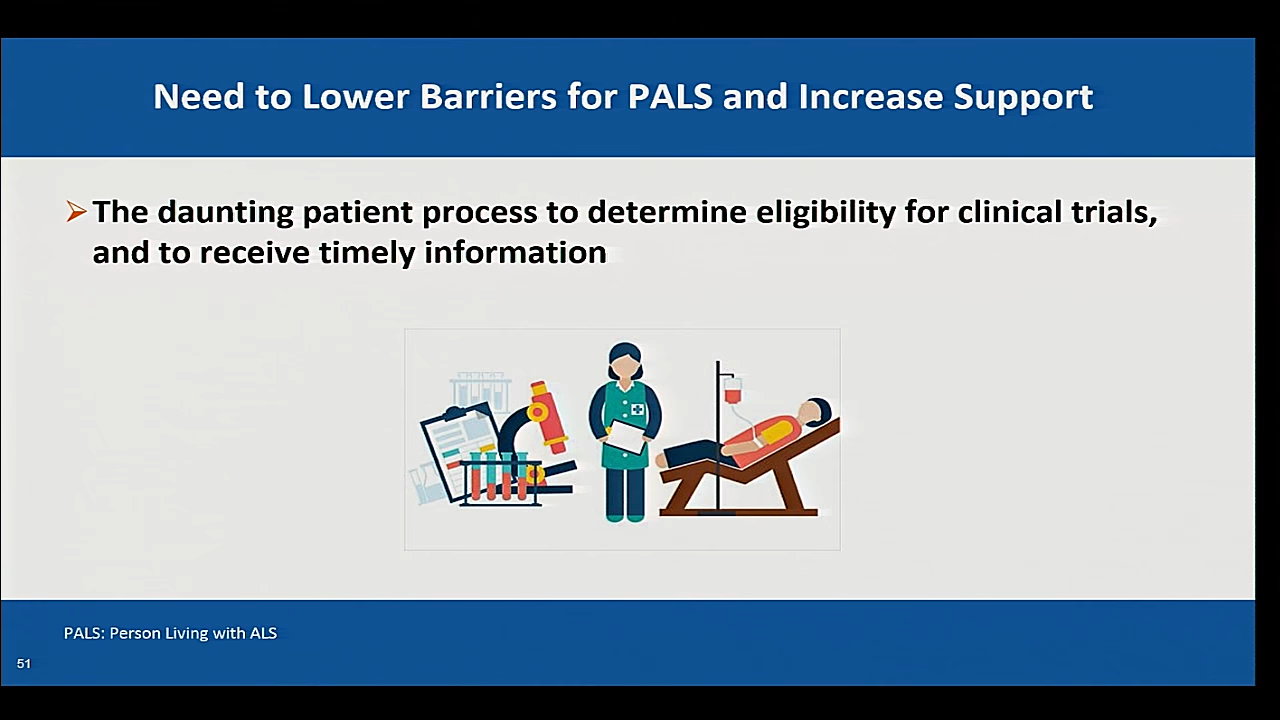 Need to Lower Barriers for PALS and Increase Support
➢The daunting patient process to determine eligibility for clinical trials,
and to receive timely information
PALS: Person Living with ALS
51